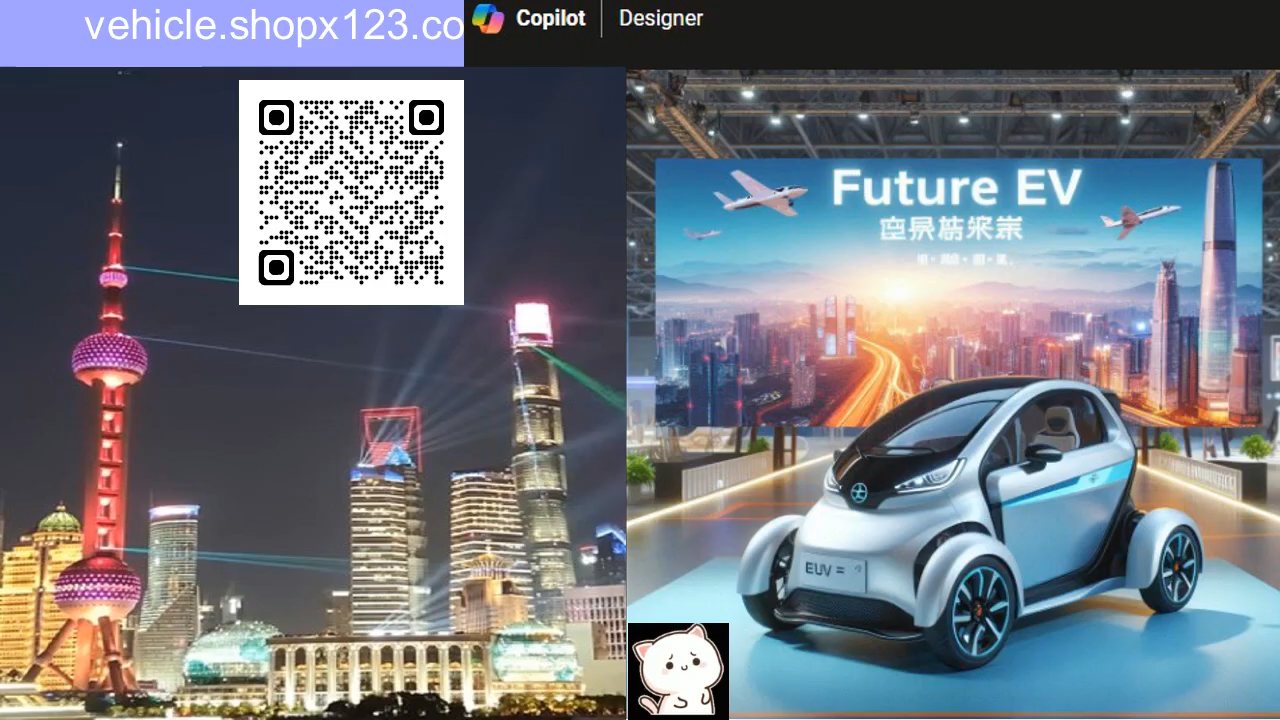 vehicle.shopx123.co
Copilot
Designer
Future EV
EUV =